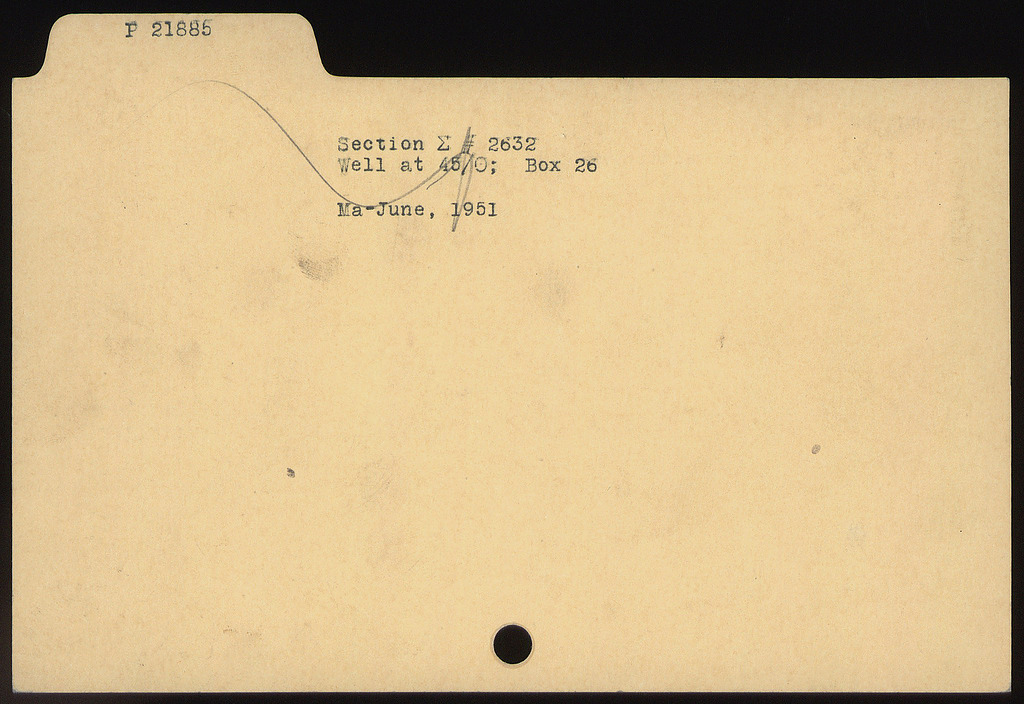 P 21885
Section Σ # 2632
Well at 45/Θ;  Box 26
Ma-June, 1951